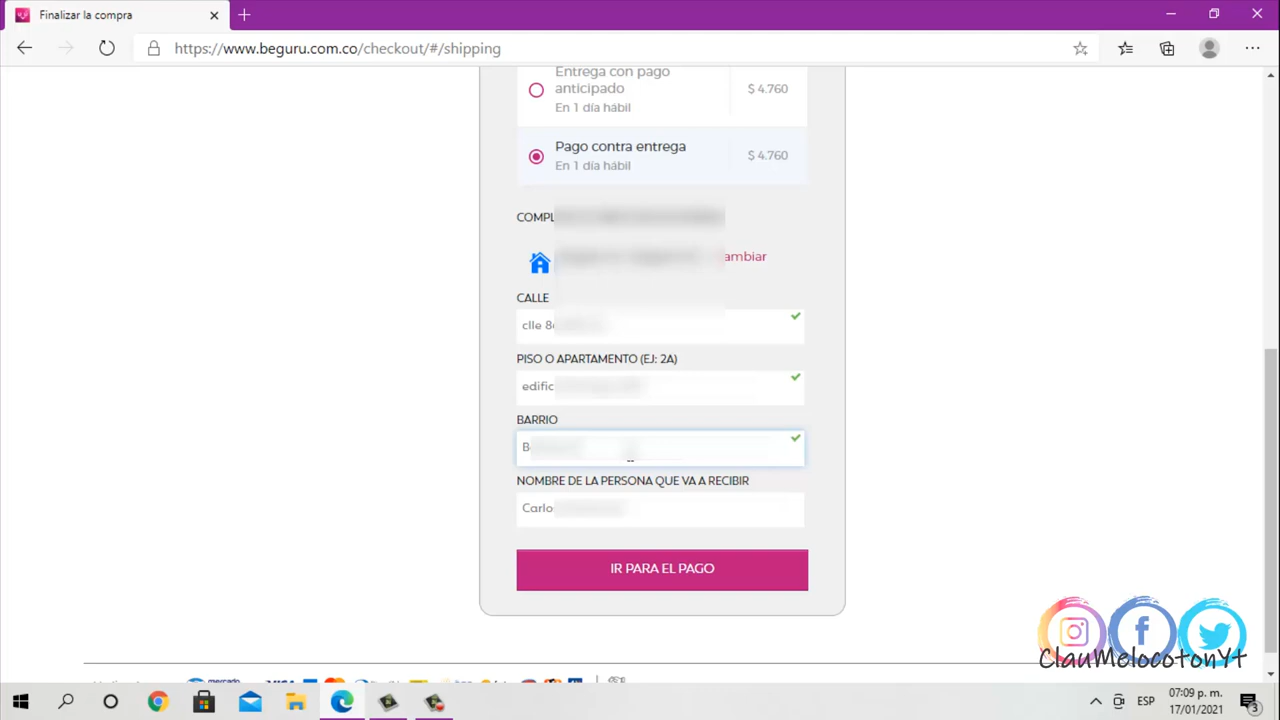 Finalizar la compra
https://www.beguru.com.co/checkout/#/shipping
Entrega con pago
anticipado
$ 4.760
En 1 día hábil
Pago contra entrega
$ 4.760
En 1 día hábil
COMPL
ambiar
CALLE
clle 8
PISO O APARTAMENTO (EJ: 2A)
edific
BARRIO
B
NOMBRE DE LA PERSONA QUE VA A RECIBIR
Carlo
IR PARA EL PAGO
ClauMelocotonYt
mercado
VISA
ESP
07:09 p. m.
17/01/2021
3